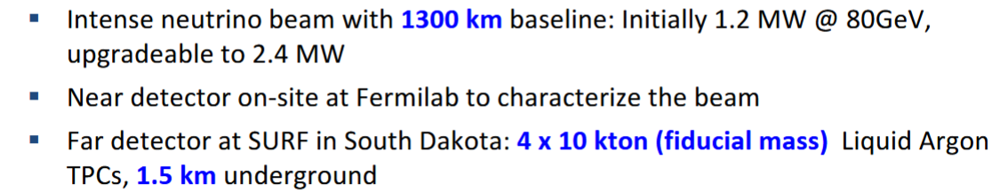 ▪ Intense neutrino beam with 1300 km baseline: Initially 1.2 MW @ 80GeV,
upgradeable to 2.4 MW
▪ Near detector on-site at Fermilab to characterize the beam
▪ Far detector at SURF in South Dakota: 4 x 10 kton (fiducial mass)  Liquid Argon
TPCs, 1.5 km underground